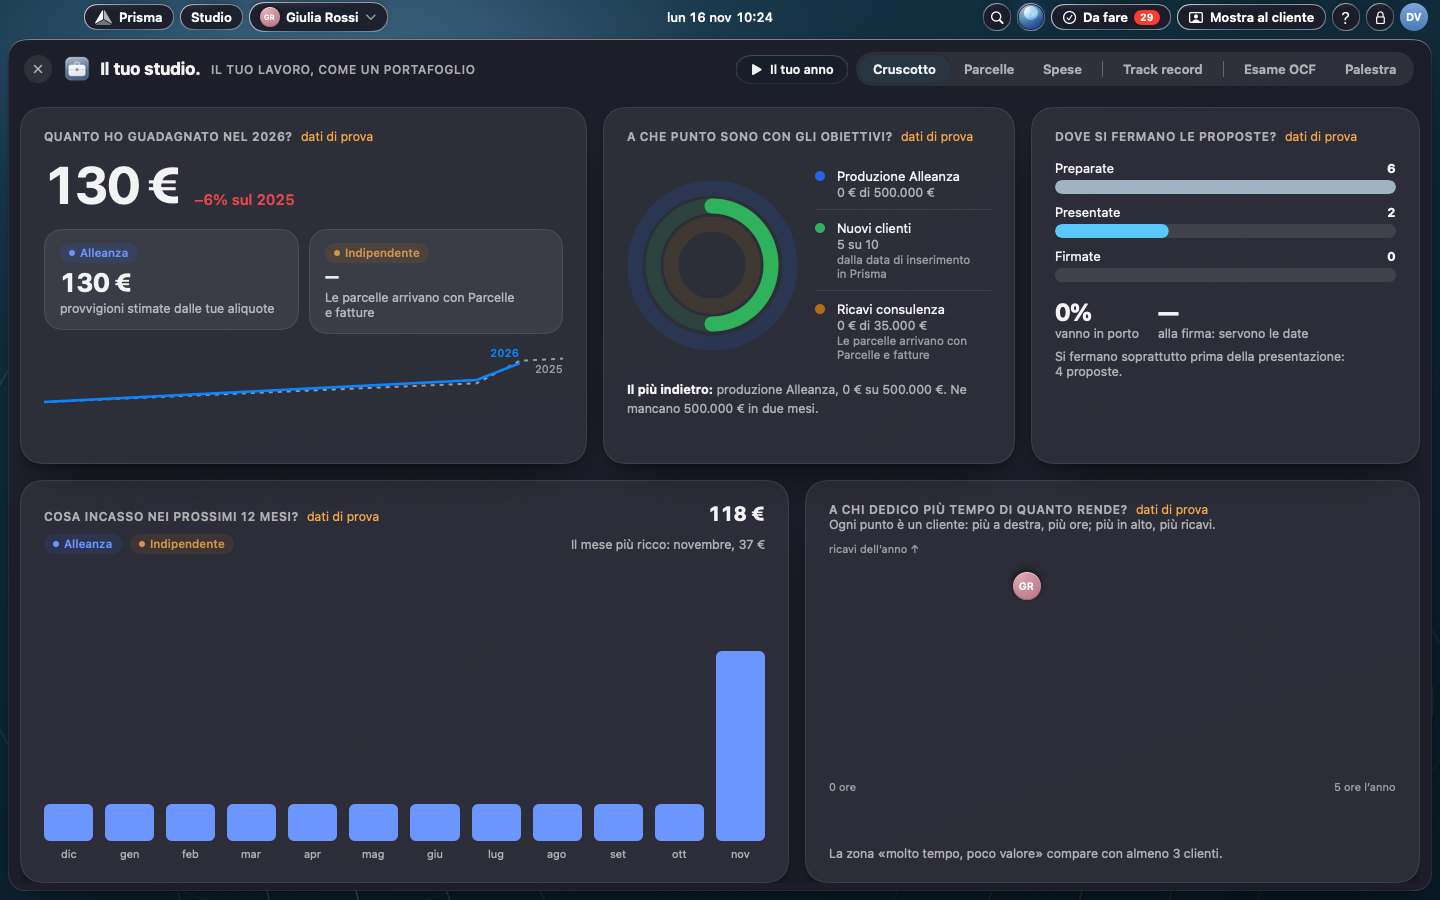 Prisma
Studio
GR Giulia Rossi
lun 16 nov 10:24
Da fare 29
Mostra al cliente
?
DV
Il tuo studio. IL TUO LAVORO, COME UN PORTAFOGLIO
Il tuo anno
Cruscotto
Parcelle
Spese
Track record
Esame OCF
Palestra
QUANTO HO GUADAGNATO NEL 2026? dati di prova
130 €
–6% sul 2025
Alleanza
130 €
provvigioni stimate dalle tue aliquote
Indipendente
–
Le parcelle arrivano con Parcelle
e fatture
2026
2025
A CHE PUNTO SONO CON GLI OBIETTIVI? dati di prova
Produzione Alleanza
0 € di 500.000 €
Nuovi clienti
5 su 10
dalla data di inserimento
in Prisma
Ricavi consulenza
0 € di 35.000 €
Le parcelle arrivano con
Parcelle e fatture
Il più indietro: produzione Alleanza, 0 € su 500.000 €. Ne
mancano 500.000 € in due mesi.
DOVE SI FERMANO LE PROPOSTE? dati di prova
Preparate 6
Presentate 2
Firmate 0
0%
vanno in porto
—
alla firma: servono le date
Si fermano soprattutto prima della presentazione:
4 proposte.
COSA INCASSO NEI PROSSIMI 12 MESI? dati di prova
118 €
Alleanza
Indipendente
Il mese più ricco: novembre, 37 €
dic gen feb mar apr mag giu lug ago set ott nov
A CHI DEDICO PIÙ TEMPO DI QUANTO RENDE? dati di prova
Ogni punto è un cliente: più a destra, più ore; più in alto, più ricavi.
ricavi dell’anno ↑
GR
0 ore
5 ore l’anno
La zona «molto tempo, poco valore» compare con almeno 3 clienti.